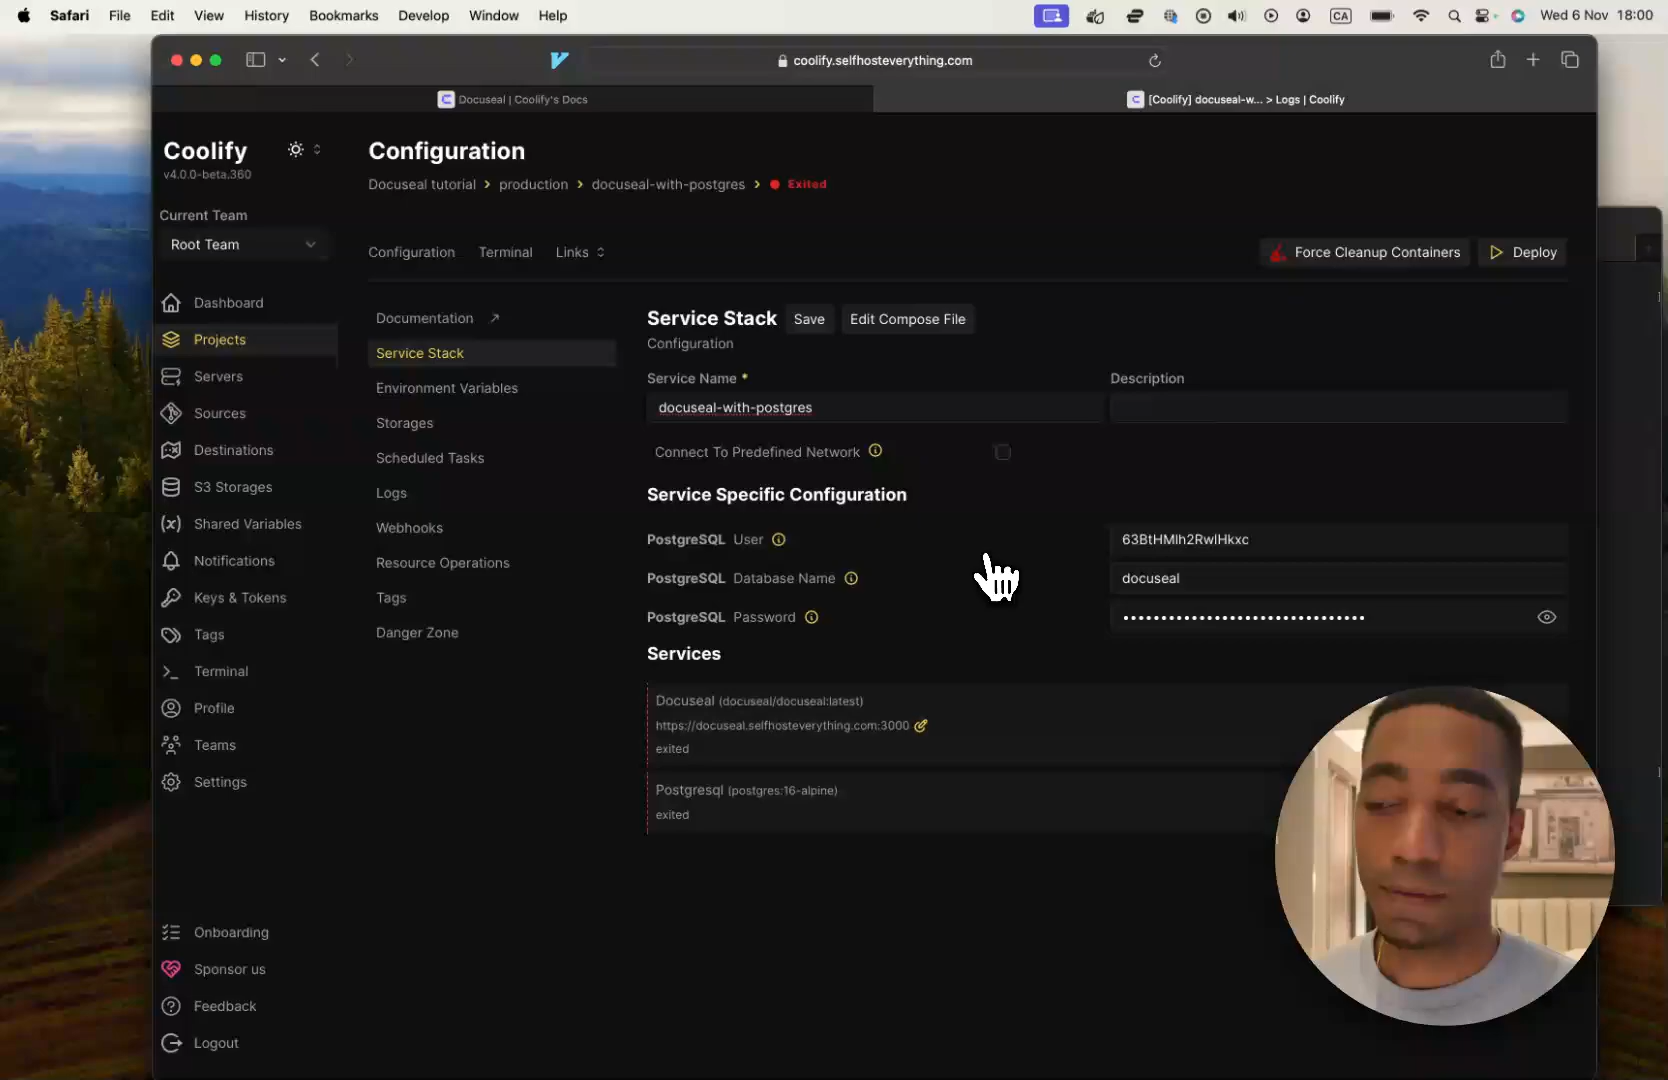 Safari File Edit View History Bookmarks Develop Window Help CA Wed 6 Nov 18:00
coolify.selfhosteverything.com
Docuseal | Coolify's Docs
[Coolify] docuseal-w... > Logs | Coolify
Coolify
v4.0.0-beta.360
Current Team
Root Team
Dashboard
Projects
Servers
Sources
Destinations
S3 Storages
Shared Variables
Notifications
Keys & Tokens
Tags
Terminal
Profile
Teams
Settings
Onboarding
Sponsor us
Feedback
Logout
Configuration
Docuseal tutorial > production > docuseal-with-postgres > Exited
Configuration Terminal Links
Force Cleanup Containers Deploy
Documentation
Service Stack
Environment Variables
Storages
Scheduled Tasks
Logs
Webhooks
Resource Operations
Tags
Danger Zone
Service Stack Save Edit Compose File
Configuration
Service Name * Description
docuseal-with-postgres
Connect To Predefined Network
Service Specific Configuration
PostgreSQL User
PostgreSQL Database Name docuseal
PostgreSQL Password
Services
Docuseal (docuseal/docuseal:latest)
https://docuseal.selfhosteverything.com:3000
exited
Postgresql (postgres:16-alpine)
exited